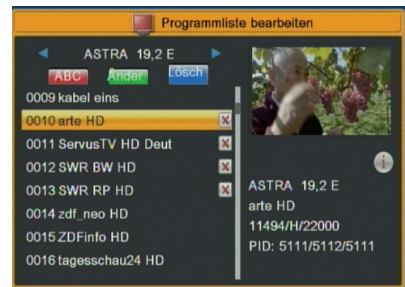 Programmliste bearbeiten
ASTRA 19,2 E
ABC Änder Lösch
0009 kabel eins
0010 arte HD
0011 ServusTV HD Deut
0012 SWR BW HD
0013 SWR RP HD
0014 zdf_neo HD
0015 ZDFinfo HD
0016 tagesschau24 HD
ASTRA 19,2 E
arte HD
11494/H/22000
PID: 5111/5112/5111